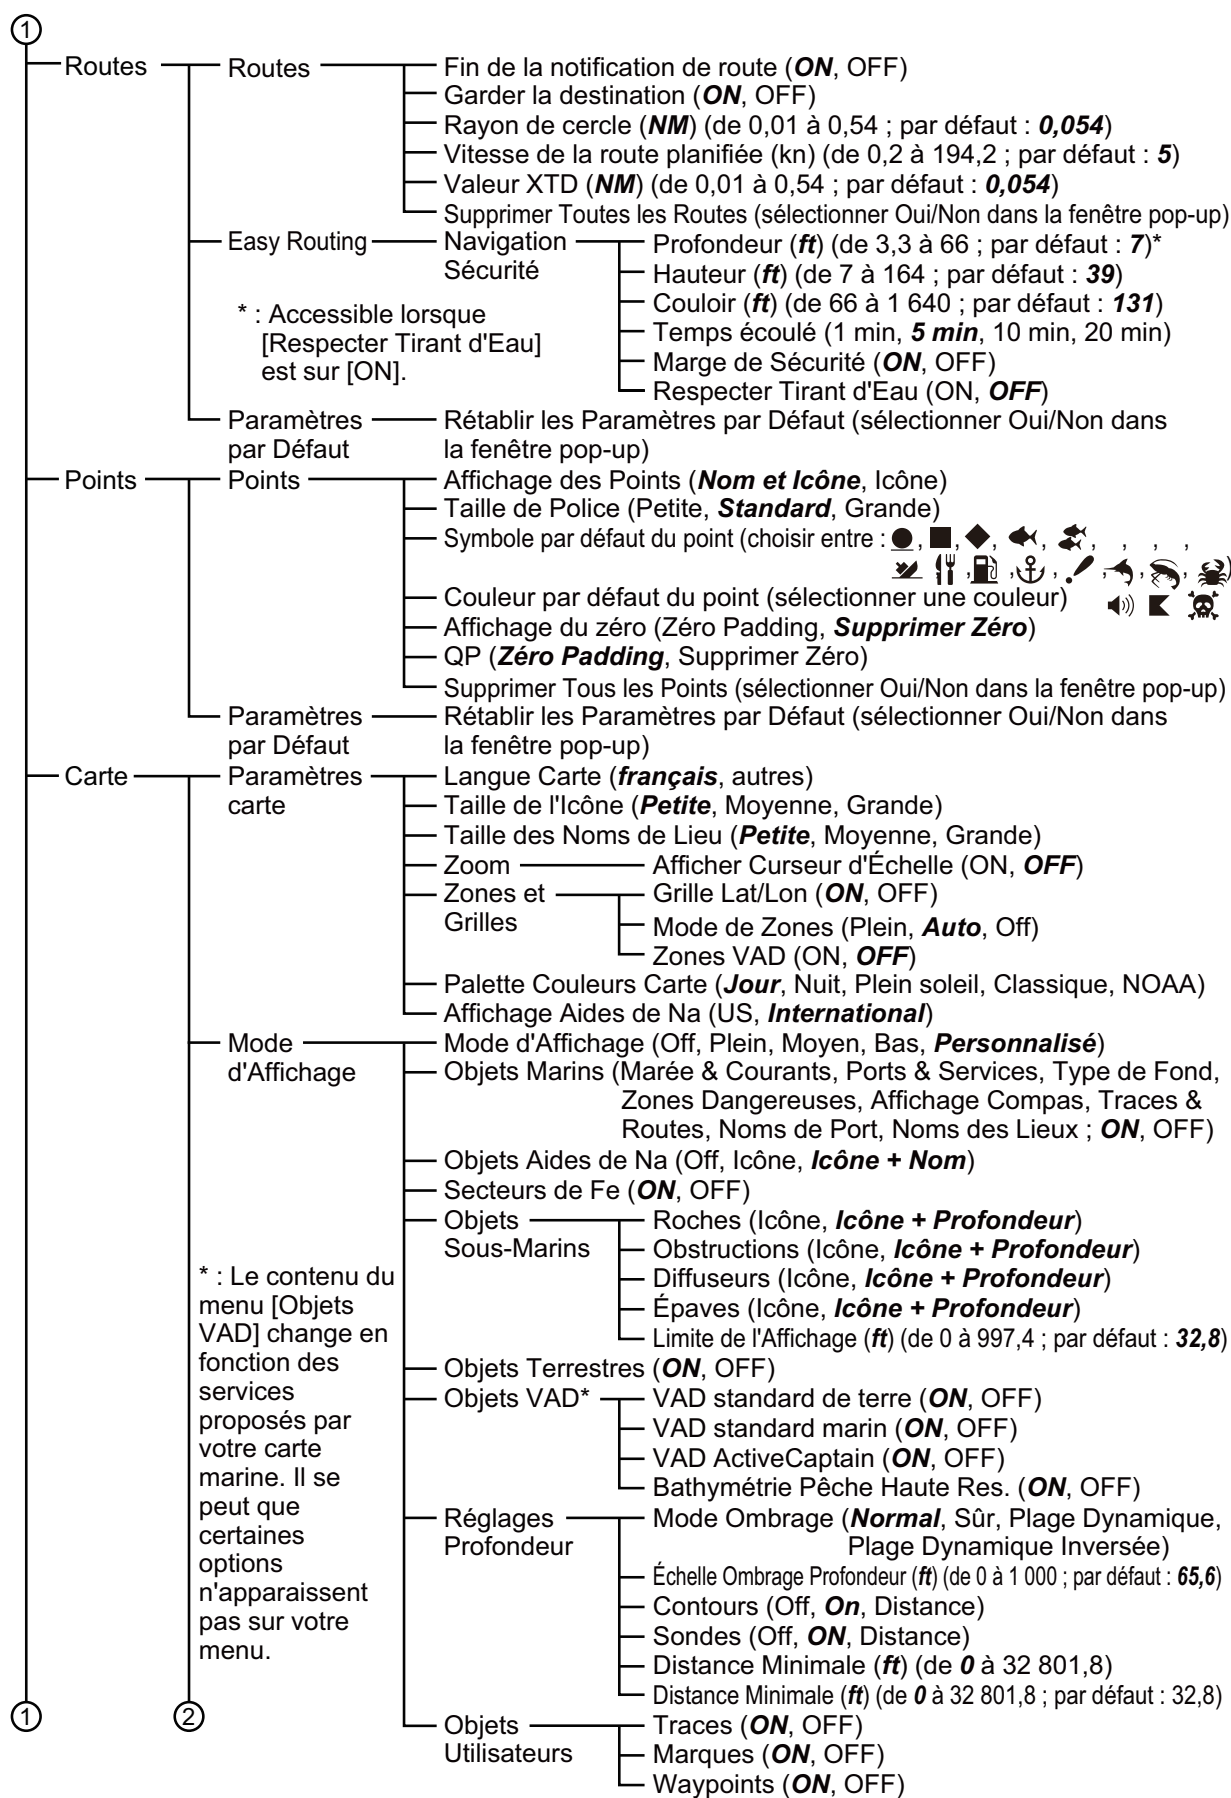 1
Routes Routes Fin de la notification de route (ON, OFF)
Garder la destination (ON, OFF)
Rayon de cercle (NM) (de 0,01 à 0,54 ; par défaut : 0,054)
Vitesse de la route planifiée (kn) (de 0,2 à 194,2 ; par défaut : 5)
Valeur XTD (NM) (de 0,01 à 0,54 ; par défaut : 0,054)
Supprimer Toutes les Routes (sélectionner Oui/Non dans la fenêtre pop-up)
Easy Routing Navigation Sécurité
Profondeur (ft) (de 3,3 à 66 ; par défaut : 7)*
Hauteur (ft) (de 7 à 164 ; par défaut : 39)
Couloir (ft) (de 66 à 1 640 ; par défaut : 131)
Temps écoulé (1 min, 5 min, 10 min, 20 min)
Marge de Sécurité (ON, OFF)
Respecter Tirant d'Eau (ON, OFF)
* : Accessible lorsque
[Respecter Tirant d'Eau]
est sur [ON].
Paramètres par Défaut
Rétablir les Paramètres par Défaut (sélectionner Oui/Non dans
la fenêtre pop-up)
Points Points Affichage des Points (Nom et Icône, Icône)
Taille de Police (Petite, Standard, Grande)
Symbole par défaut du point (choisir entre : , , , , , , , , , , , , , , , )
Couleur par défaut du point (sélectionner une couleur)
Affichage du zéro (Zéro Padding, Supprimer Zéro)
QP (Zéro Padding, Supprimer Zéro)
Supprimer Tous les Points (sélectionner Oui/Non dans la fenêtre pop-up)
Paramètres par Défaut
Rétablir les Paramètres par Défaut (sélectionner Oui/Non dans
la fenêtre pop-up)
Carte Paramètres carte
Langue Carte (français, autres)
Taille de l'Icône (Petite, Moyenne, Grande)
Taille des Noms de Lieu (Petite, Moyenne, Grande)
Zoom Afficher Curseur d'Échelle (ON, OFF)
Zones et Grilles
Grille Lat/Lon (ON, OFF)
Mode de Zones (Plein, Auto, Off)
Zones VAD (ON, OFF)
Palette Couleurs Carte (Jour, Nuit, Plein soleil, Classique, NOAA)
Affichage Aides de Na (US, International)
Mode d'Affichage
Mode d'Affichage (Off, Plein, Moyen, Bas, Personnalisé)
Objets Marins (Marée & Courants, Ports & Services, Type de Fond,
Zones Dangereuses, Affichage Compas, Traces &
Routes, Noms de Port, Noms des Lieux ; ON, OFF)
Objets Aides de Na (Off, Icône, Icône + Nom)
Secteurs de Fe (ON, OFF)
Objets Sous-Marins
Roches (Icône, Icône + Profondeur)
Obstructions (Icône, Icône + Profondeur)
Diffuseurs (Icône, Icône + Profondeur)
Épaves (Icône, Icône + Profondeur)
Limite de l'Affichage (ft) (de 0 à 997,4 ; par défaut : 32,8)
Objets Terrestres (ON, OFF)
Objets VAD* VAD standard de terre (ON, OFF)
VAD standard marin (ON, OFF)
VAD ActiveCaptain (ON, OFF)
Bathymétrie Pêche Haute Res. (ON, OFF)
* : Le contenu du
menu [Objets
VAD] change en
fonction des
services
proposés par
votre carte
marine. Il se
peut que
certaines
options
n'apparaissent
pas sur votre
menu.
Réglages Profondeur
Mode Ombrage (Normal, Sûr, Plage Dynamique,
Plage Dynamique Inversée)
Échelle Ombrage Profondeur (ft) (de 0 à 1 000 ; par défaut : 65,6)
Contours (Off, On, Distance)
Sondes (Off, ON, Distance)
Distance Minimale (ft) (de 0 à 32 801,8)
Distance Minimale (ft) (de 0 à 32 801,8 ; par défaut : 32,8)
Objets Utilisateurs
Traces (ON, OFF)
Marques (ON, OFF)
Waypoints (ON, OFF)
1 2